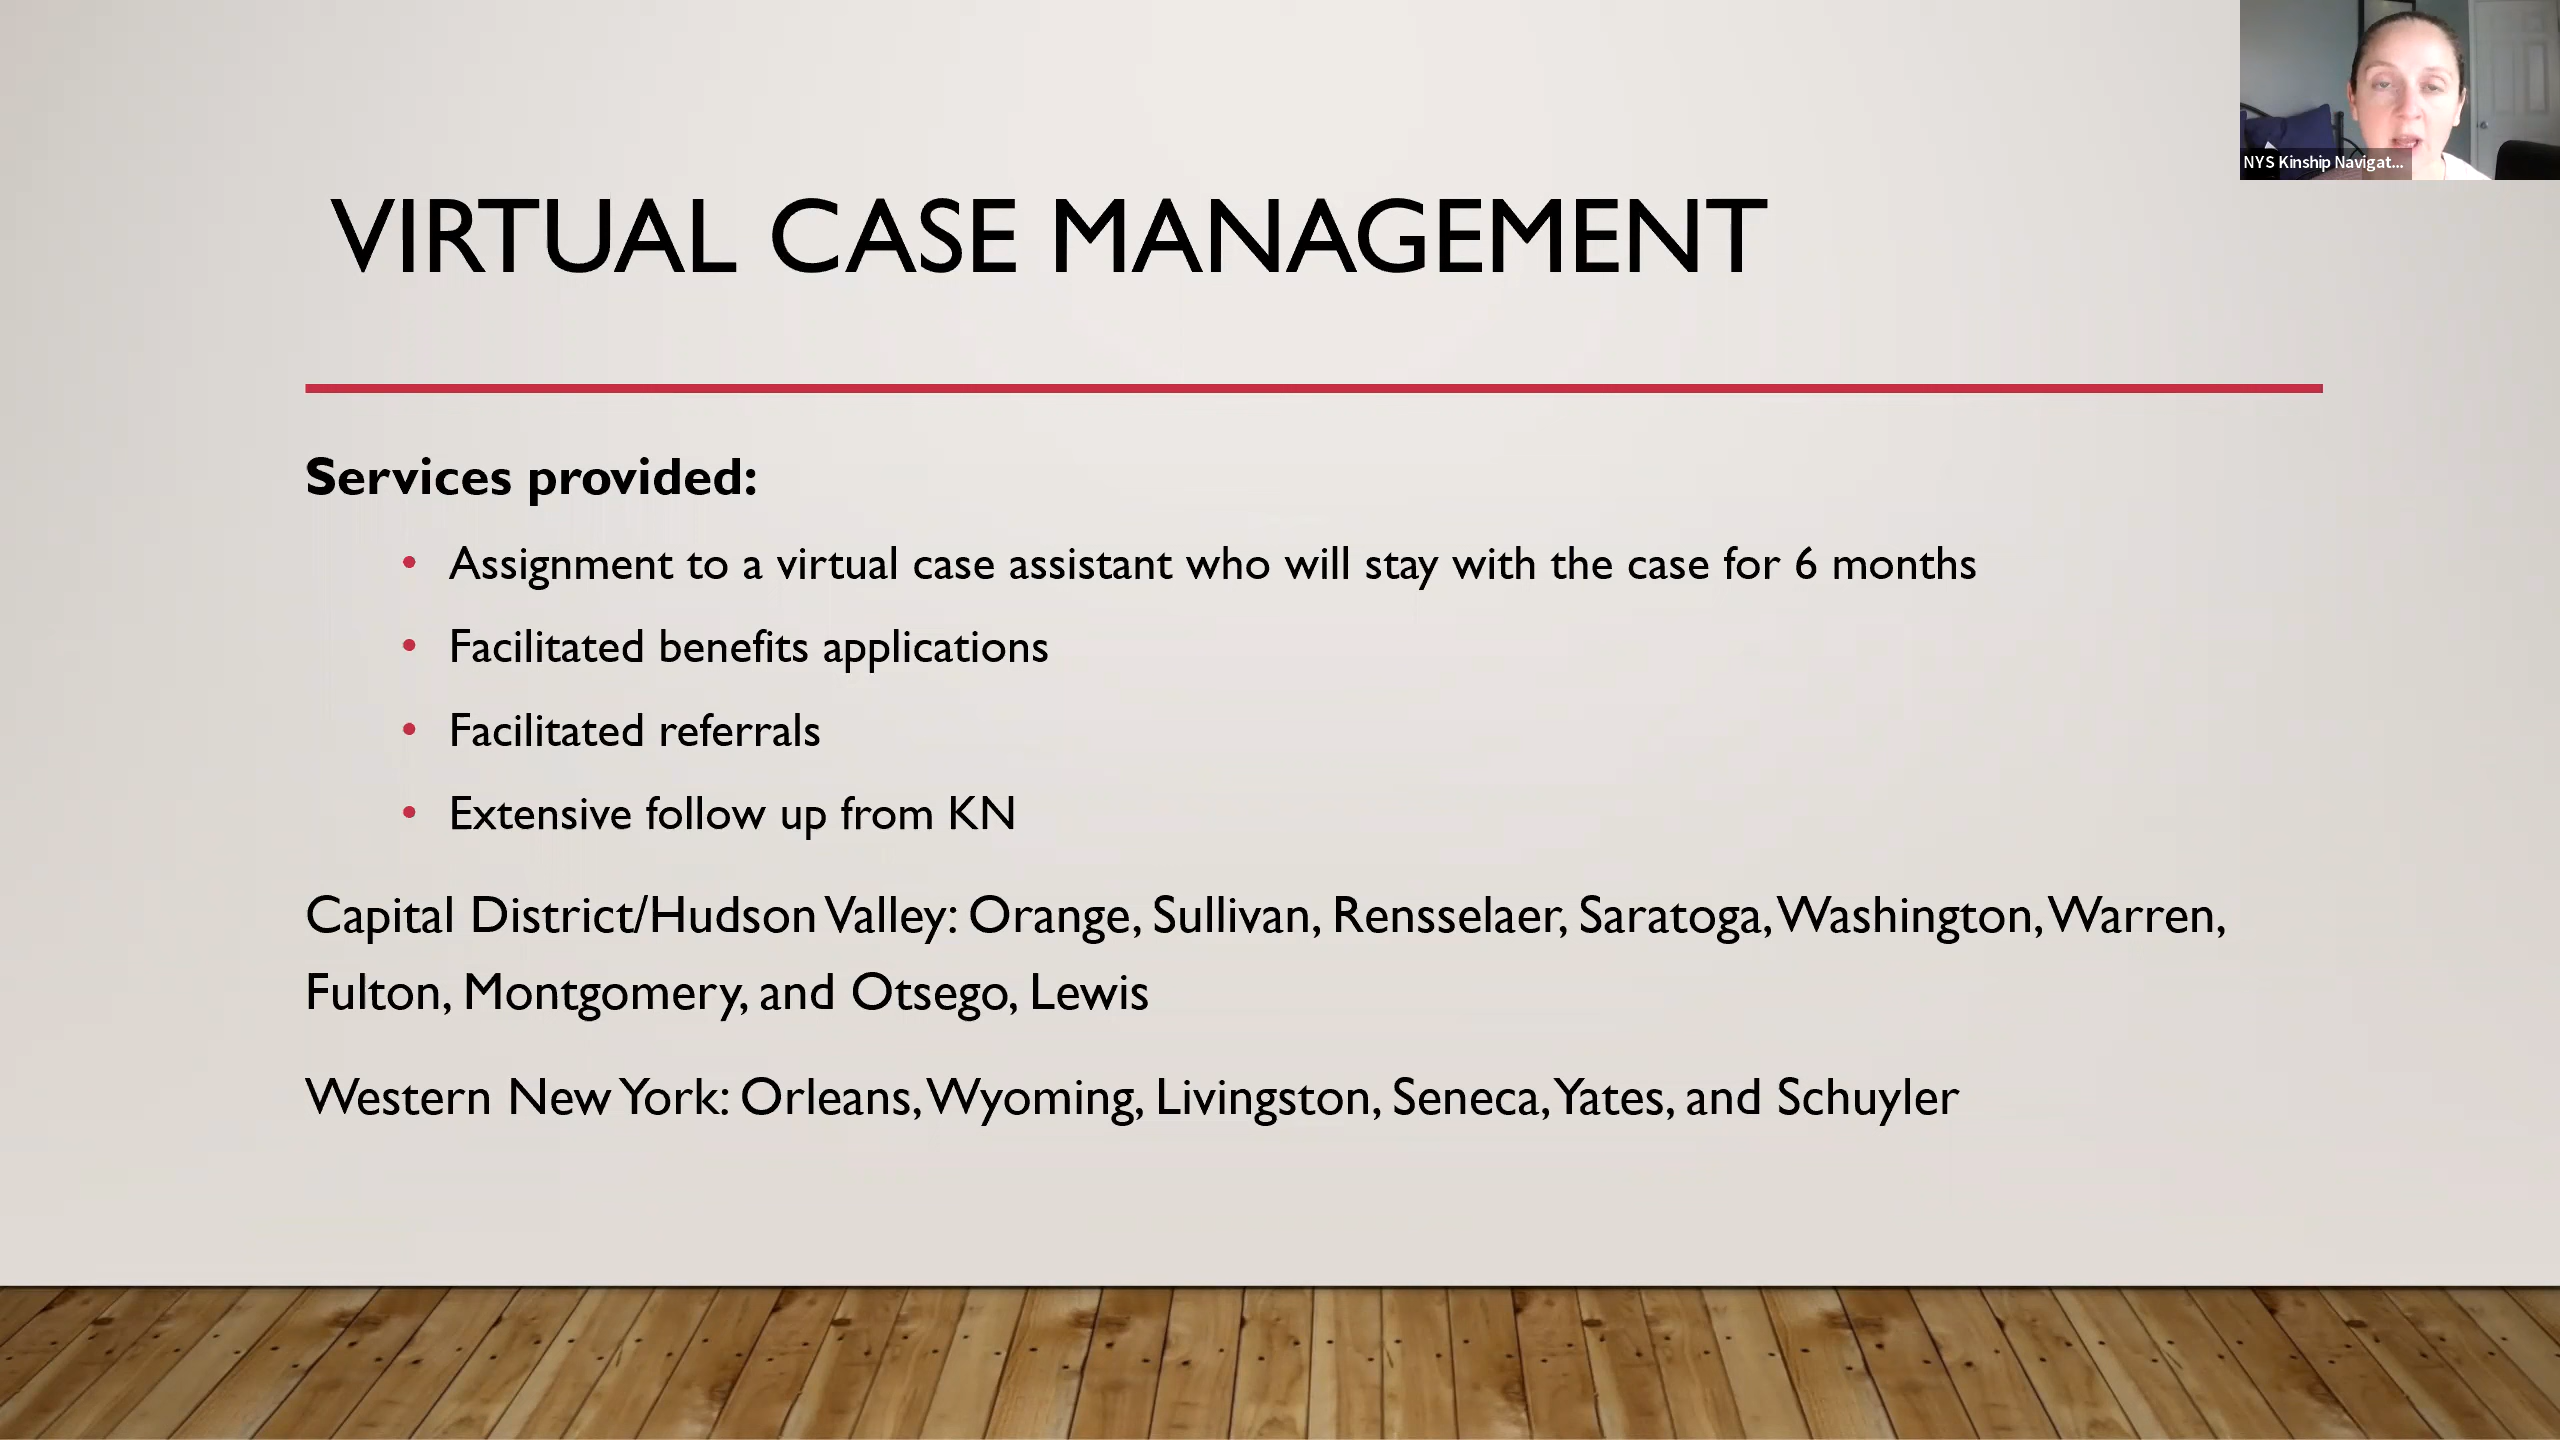 VIRTUAL CASE MANAGEMENT
NYS Kinship Navigat...
Services provided:
• Assignment to a virtual case assistant who will stay with the case for 6 months
• Facilitated benefits applications
• Facilitated referrals
• Extensive follow up from KN
Capital District/Hudson Valley: Orange, Sullivan, Rensselaer, Saratoga, Washington, Warren,
Fulton, Montgomery, and Otsego, Lewis
Western New York: Orleans, Wyoming, Livingston, Seneca, Yates, and Schuyler